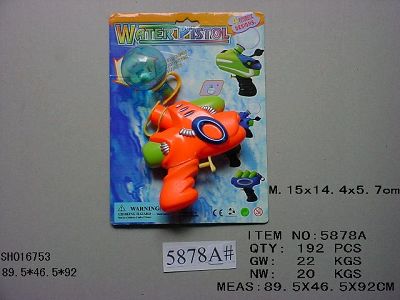 WATER PISTOL
WARNING:
5878A#
M.15x14.4x5.7cm
SH016753
89.5*46.5*92
ITEM NO:5878A
QTY: 192 PCS
GW: 22 KGS
NW: 20 KGS
MEAS:89.5X46.5X92CM